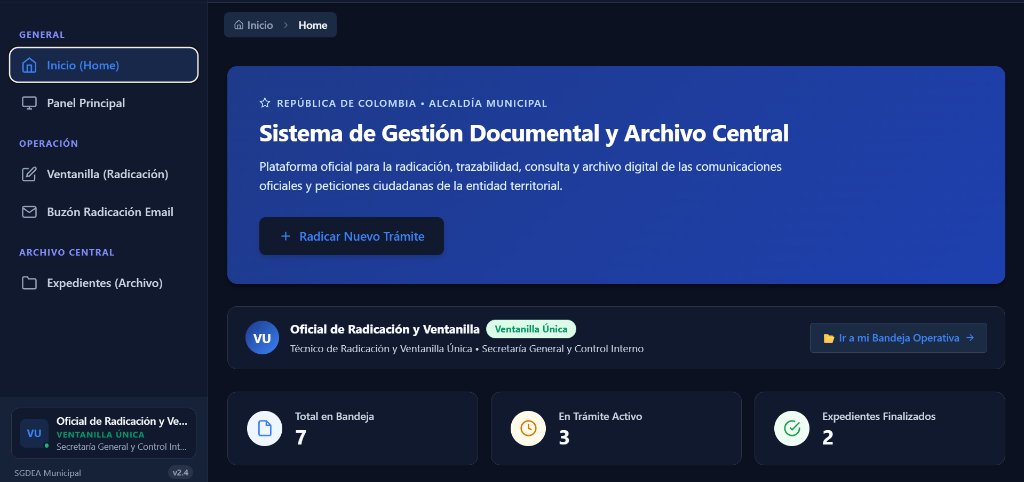 GENERAL
Inicio (Home)
Panel Principal
OPERACIÓN
Ventanilla (Radicación)
Buzón Radicación Email
ARCHIVO CENTRAL
Expedientes (Archivo)
VU
Oficial de Radicación y Ve...
VENTANILLA ÚNICA
Secretaría General y Control Int...
SGDEA Municipal
v2.4
Inicio
Home
REPÚBLICA DE COLOMBIA • ALCALDÍA MUNICIPAL
Sistema de Gestión Documental y Archivo Central
Plataforma oficial para la radicación, trazabilidad, consulta y archivo digital de las comunicaciones
oficiales y peticiones ciudadanas de la entidad territorial.
+ Radicar Nuevo Trámite
VU
Oficial de Radicación y Ventanilla
Ventanilla Única
Técnico de Radicación y Ventanilla Única • Secretaría General y Control Interno
Ir a mi Bandeja Operativa →
Total en Bandeja
7
En Trámite Activo
3
Expedientes Finalizados
2